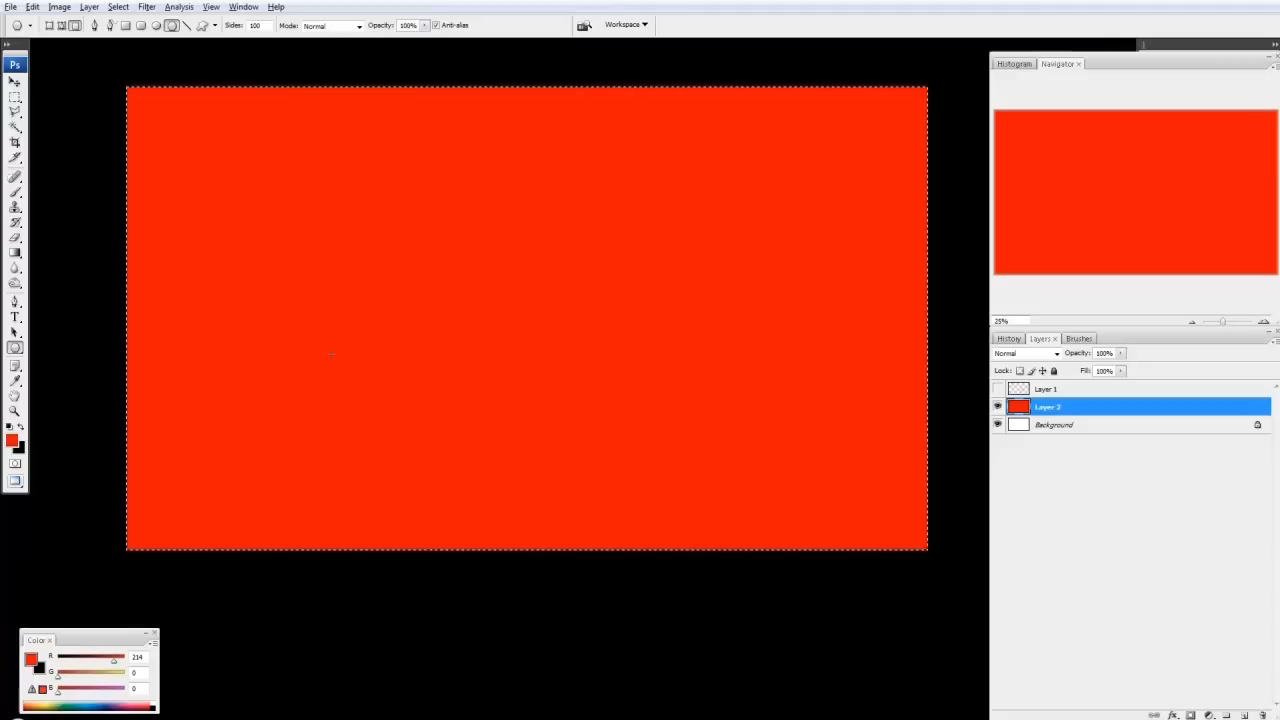 File Edit Image Layer Select Filter Analysis View Window Help
Sides: 100 Mode: Normal Opacity: 100% Anti-alias Workspace
Ps
Histogram Navigator
25%
History Layers Brushes
Normal Opacity: 100%
Lock: Fill: 100%
Layer 1
Layer 2
Background
T
Color
R 214
G 0
B 0
fx